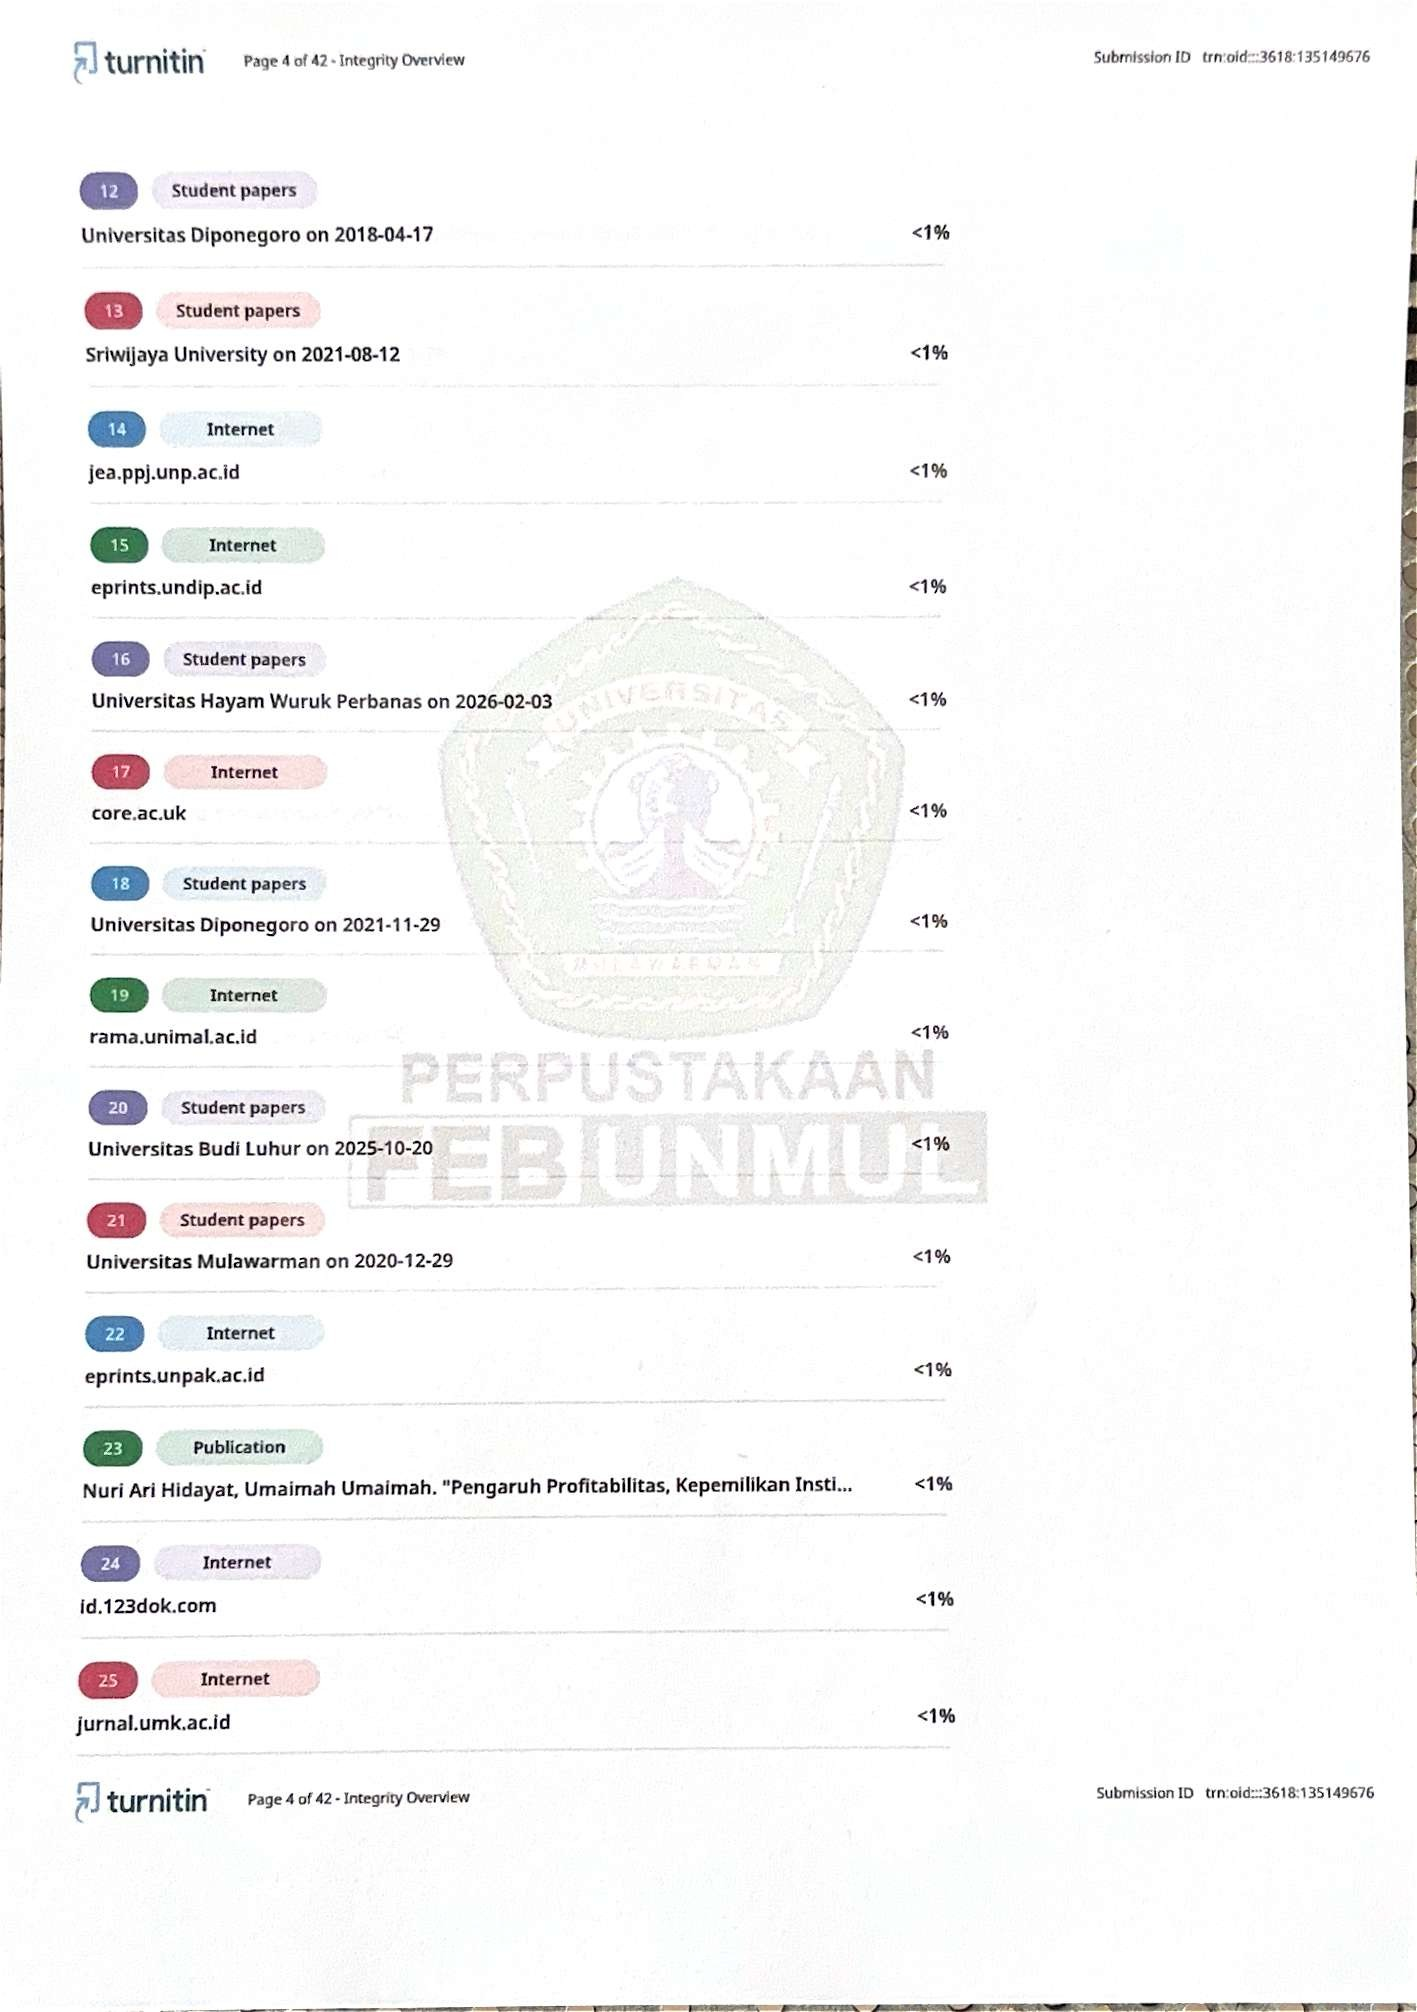 turnitin Page 4 of 42 - Integrity Overview Submission ID trn:oid:::3618:135149676
12 Student papers
Universitas Diponegoro on 2018-04-17 <1%
13 Student papers
Sriwijaya University on 2021-08-12 <1%
14 Internet
jea.ppj.unp.ac.id <1%
15 Internet
eprints.undip.ac.id <1%
16 Student papers
Universitas Hayam Wuruk Perbanas on 2026-02-03 <1%
UNIVERSITAS
17 Internet
core.ac.uk <1%
18 Student papers
Universitas Diponegoro on 2021-11-29 <1%
MULAWARMAN
19 Internet
rama.unimal.ac.id <1%
PERPUSTAKAAN
20 Student papers
Universitas Budi Luhur on 2025-10-20 <1%
FEB UNMUL
21 Student papers
Universitas Mulawarman on 2020-12-29 <1%
22 Internet
eprints.unpak.ac.id <1%
23 Publication
Nuri Ari Hidayat, Umaimah Umaimah. "Pengaruh Profitabilitas, Kepemilikan Insti... <1%
24 Internet
id.123dok.com <1%
25 Internet
jurnal.umk.ac.id <1%
turnitin Page 4 of 42 - Integrity Overview Submission ID trn:oid:::3618:135149676